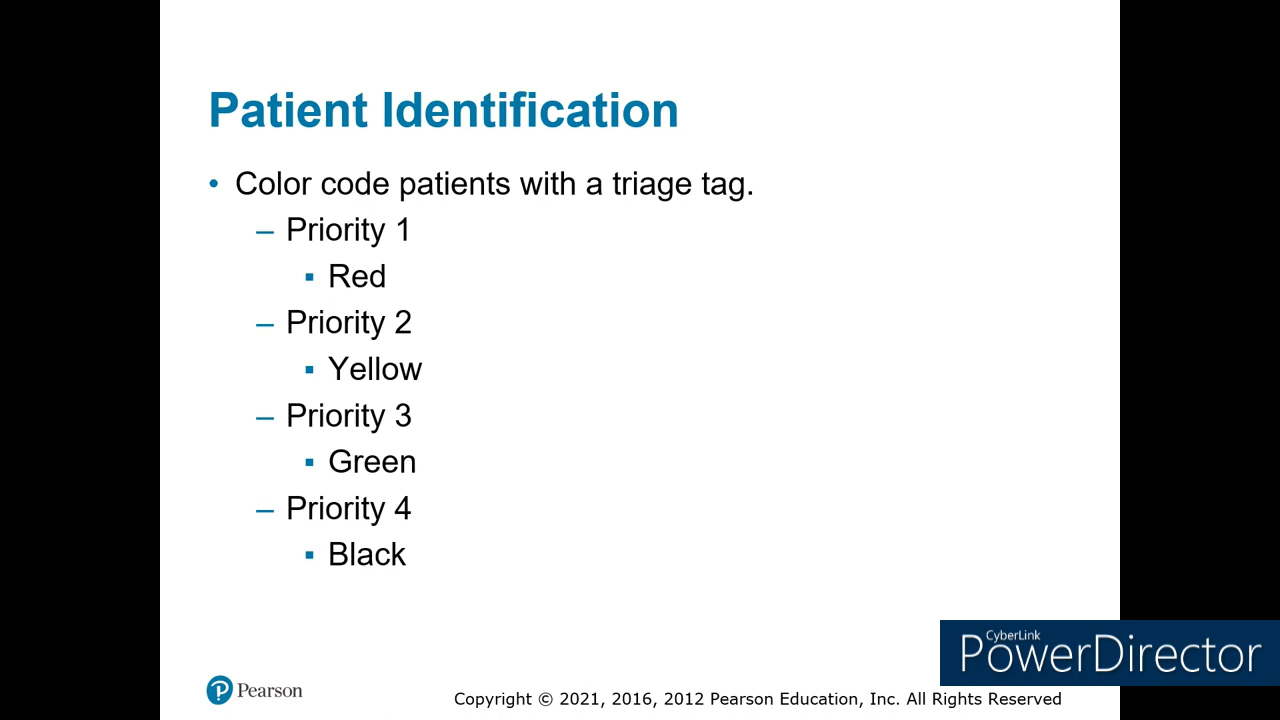 Patient Identification
• Color code patients with a triage tag.
– Priority 1
▪ Red
– Priority 2
▪ Yellow
– Priority 3
▪ Green
– Priority 4
▪ Black
CyberLink
PowerDirector
P Pearson
Copyright © 2021, 2016, 2012 Pearson Education, Inc. All Rights Reserved